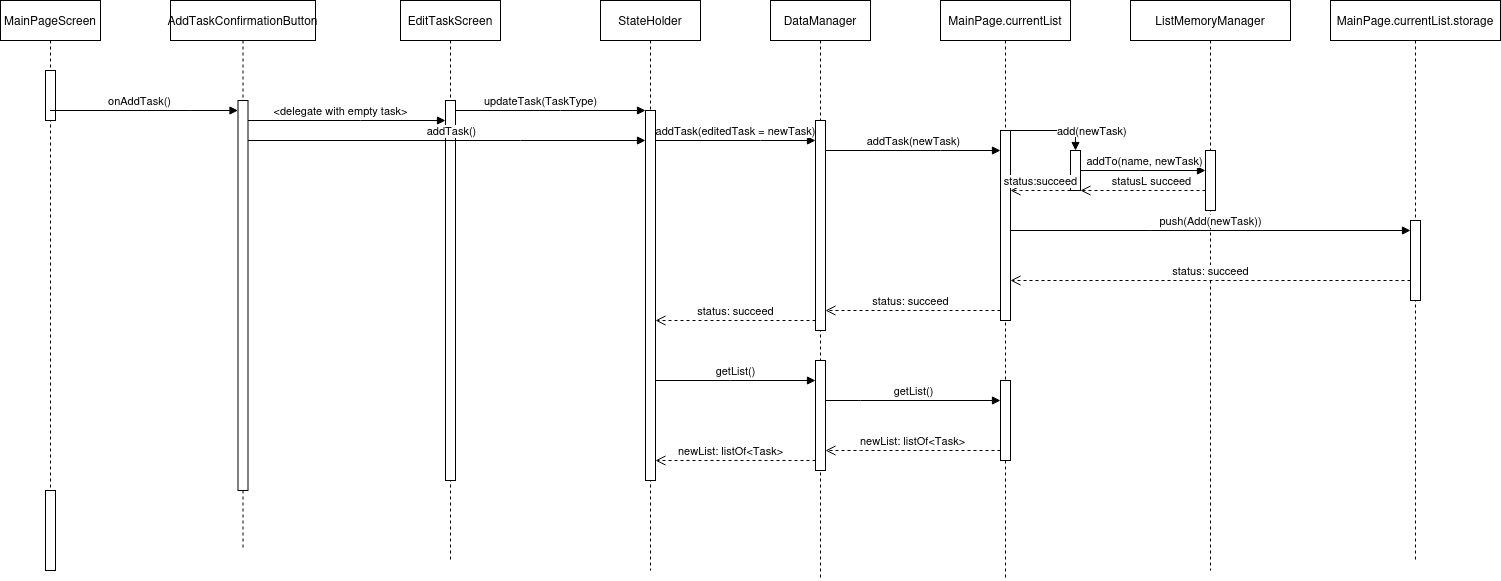 MainPageScreen
AddTaskConfirmationButton
EditTaskScreen
StateHolder
DataManager
MainPage.currentList
ListMemoryManager
MainPage.currentList.storage
onAddTask()
<delegate with empty task>
updateTask(TaskType)
addTask()
addTask(editedTask = newTask)
addTask(newTask)
add(newTask)
addTo(name, newTask)
status:succeed
statusL succeed
push(Add(newTask))
status: succeed
status: succeed
status: succeed
getList()
getList()
newList: listOf<Task>
newList: listOf<Task>